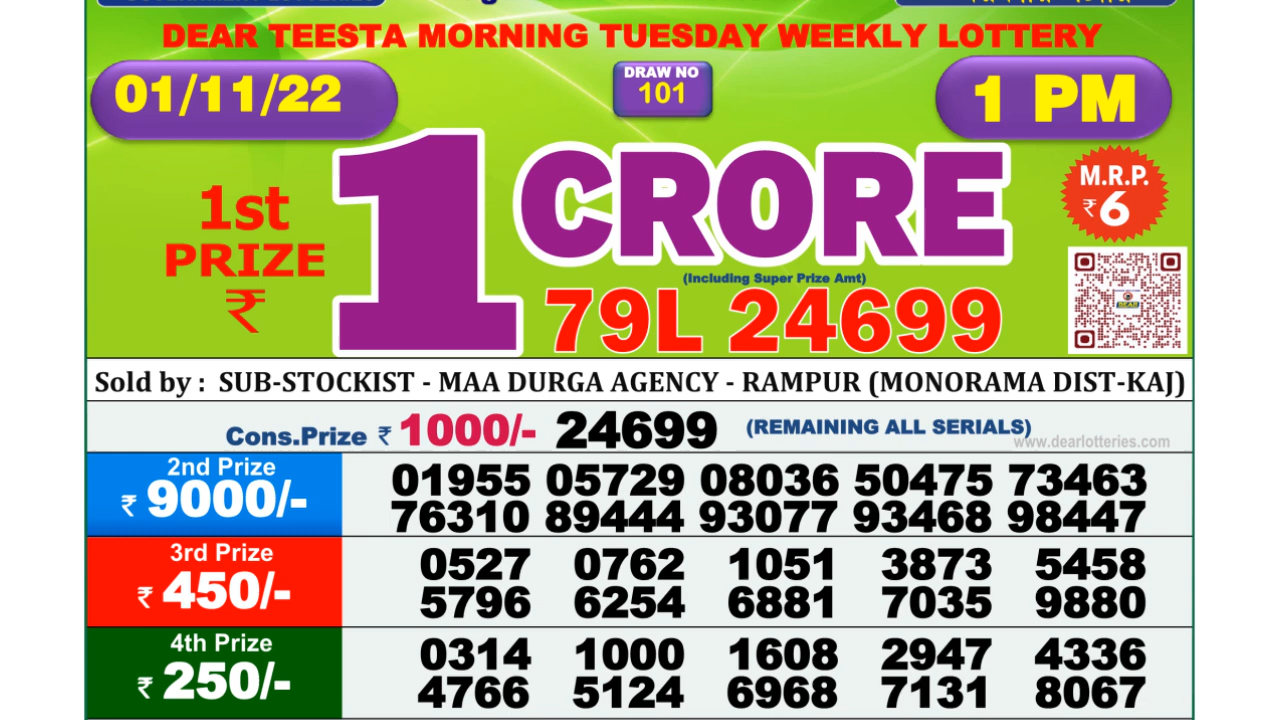 DEAR TEESTA MORNING TUESDAY WEEKLY LOTTERY
01/11/22
DRAW NO
101
1 PM
1st
PRIZE
₹
1 CRORE
(Including Super Prize Amt)
79L 24699
M.R.P.
₹6
Sold by : SUB-STOCKIST - MAA DURGA AGENCY - RAMPUR (MONORAMA DIST-KAJ)
Cons.Prize ₹ 1000/- 24699 (REMAINING ALL SERIALS)
www.dearlotteries.com
2nd Prize
₹ 9000/-
01955 05729 08036 50475 73463
76310 89444 93077 93468 98447
3rd Prize
₹ 450/-
0527 0762 1051 3873 5458
5796 6254 6881 7035 9880
4th Prize
₹ 250/-
0314 1000 1608 2947 4336
4766 5124 6968 7131 8067